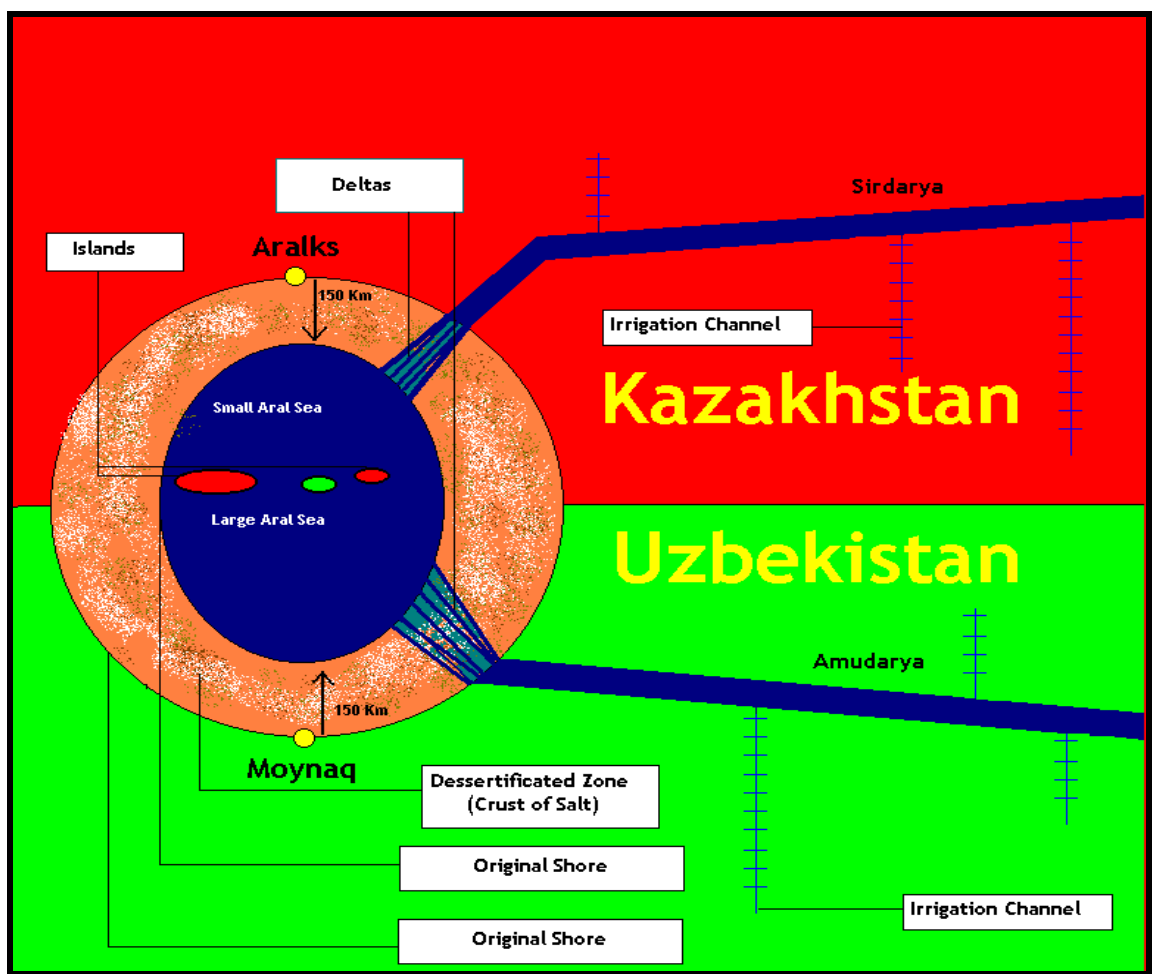 Deltas
Sirdarya
Islands
Aralks
150 Km
Irrigation Channel
Kazakhstan
Small Aral Sea
Large Aral Sea
Uzbekistan
Amudarya
150 Km
Moynaq
Dessertificated Zone
(Crust of Salt)
Original Shore
Irrigation Channel
Original Shore